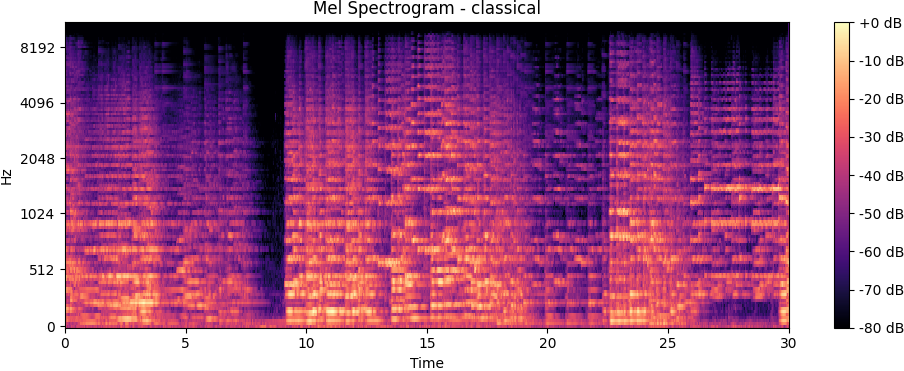 Mel Spectrogram - classical
Hz
8192
4096
2048
1024
512
0
0 5 10 15 20 25 30
Time
+0 dB
-10 dB
-20 dB
-30 dB
-40 dB
-50 dB
-60 dB
-70 dB
-80 dB